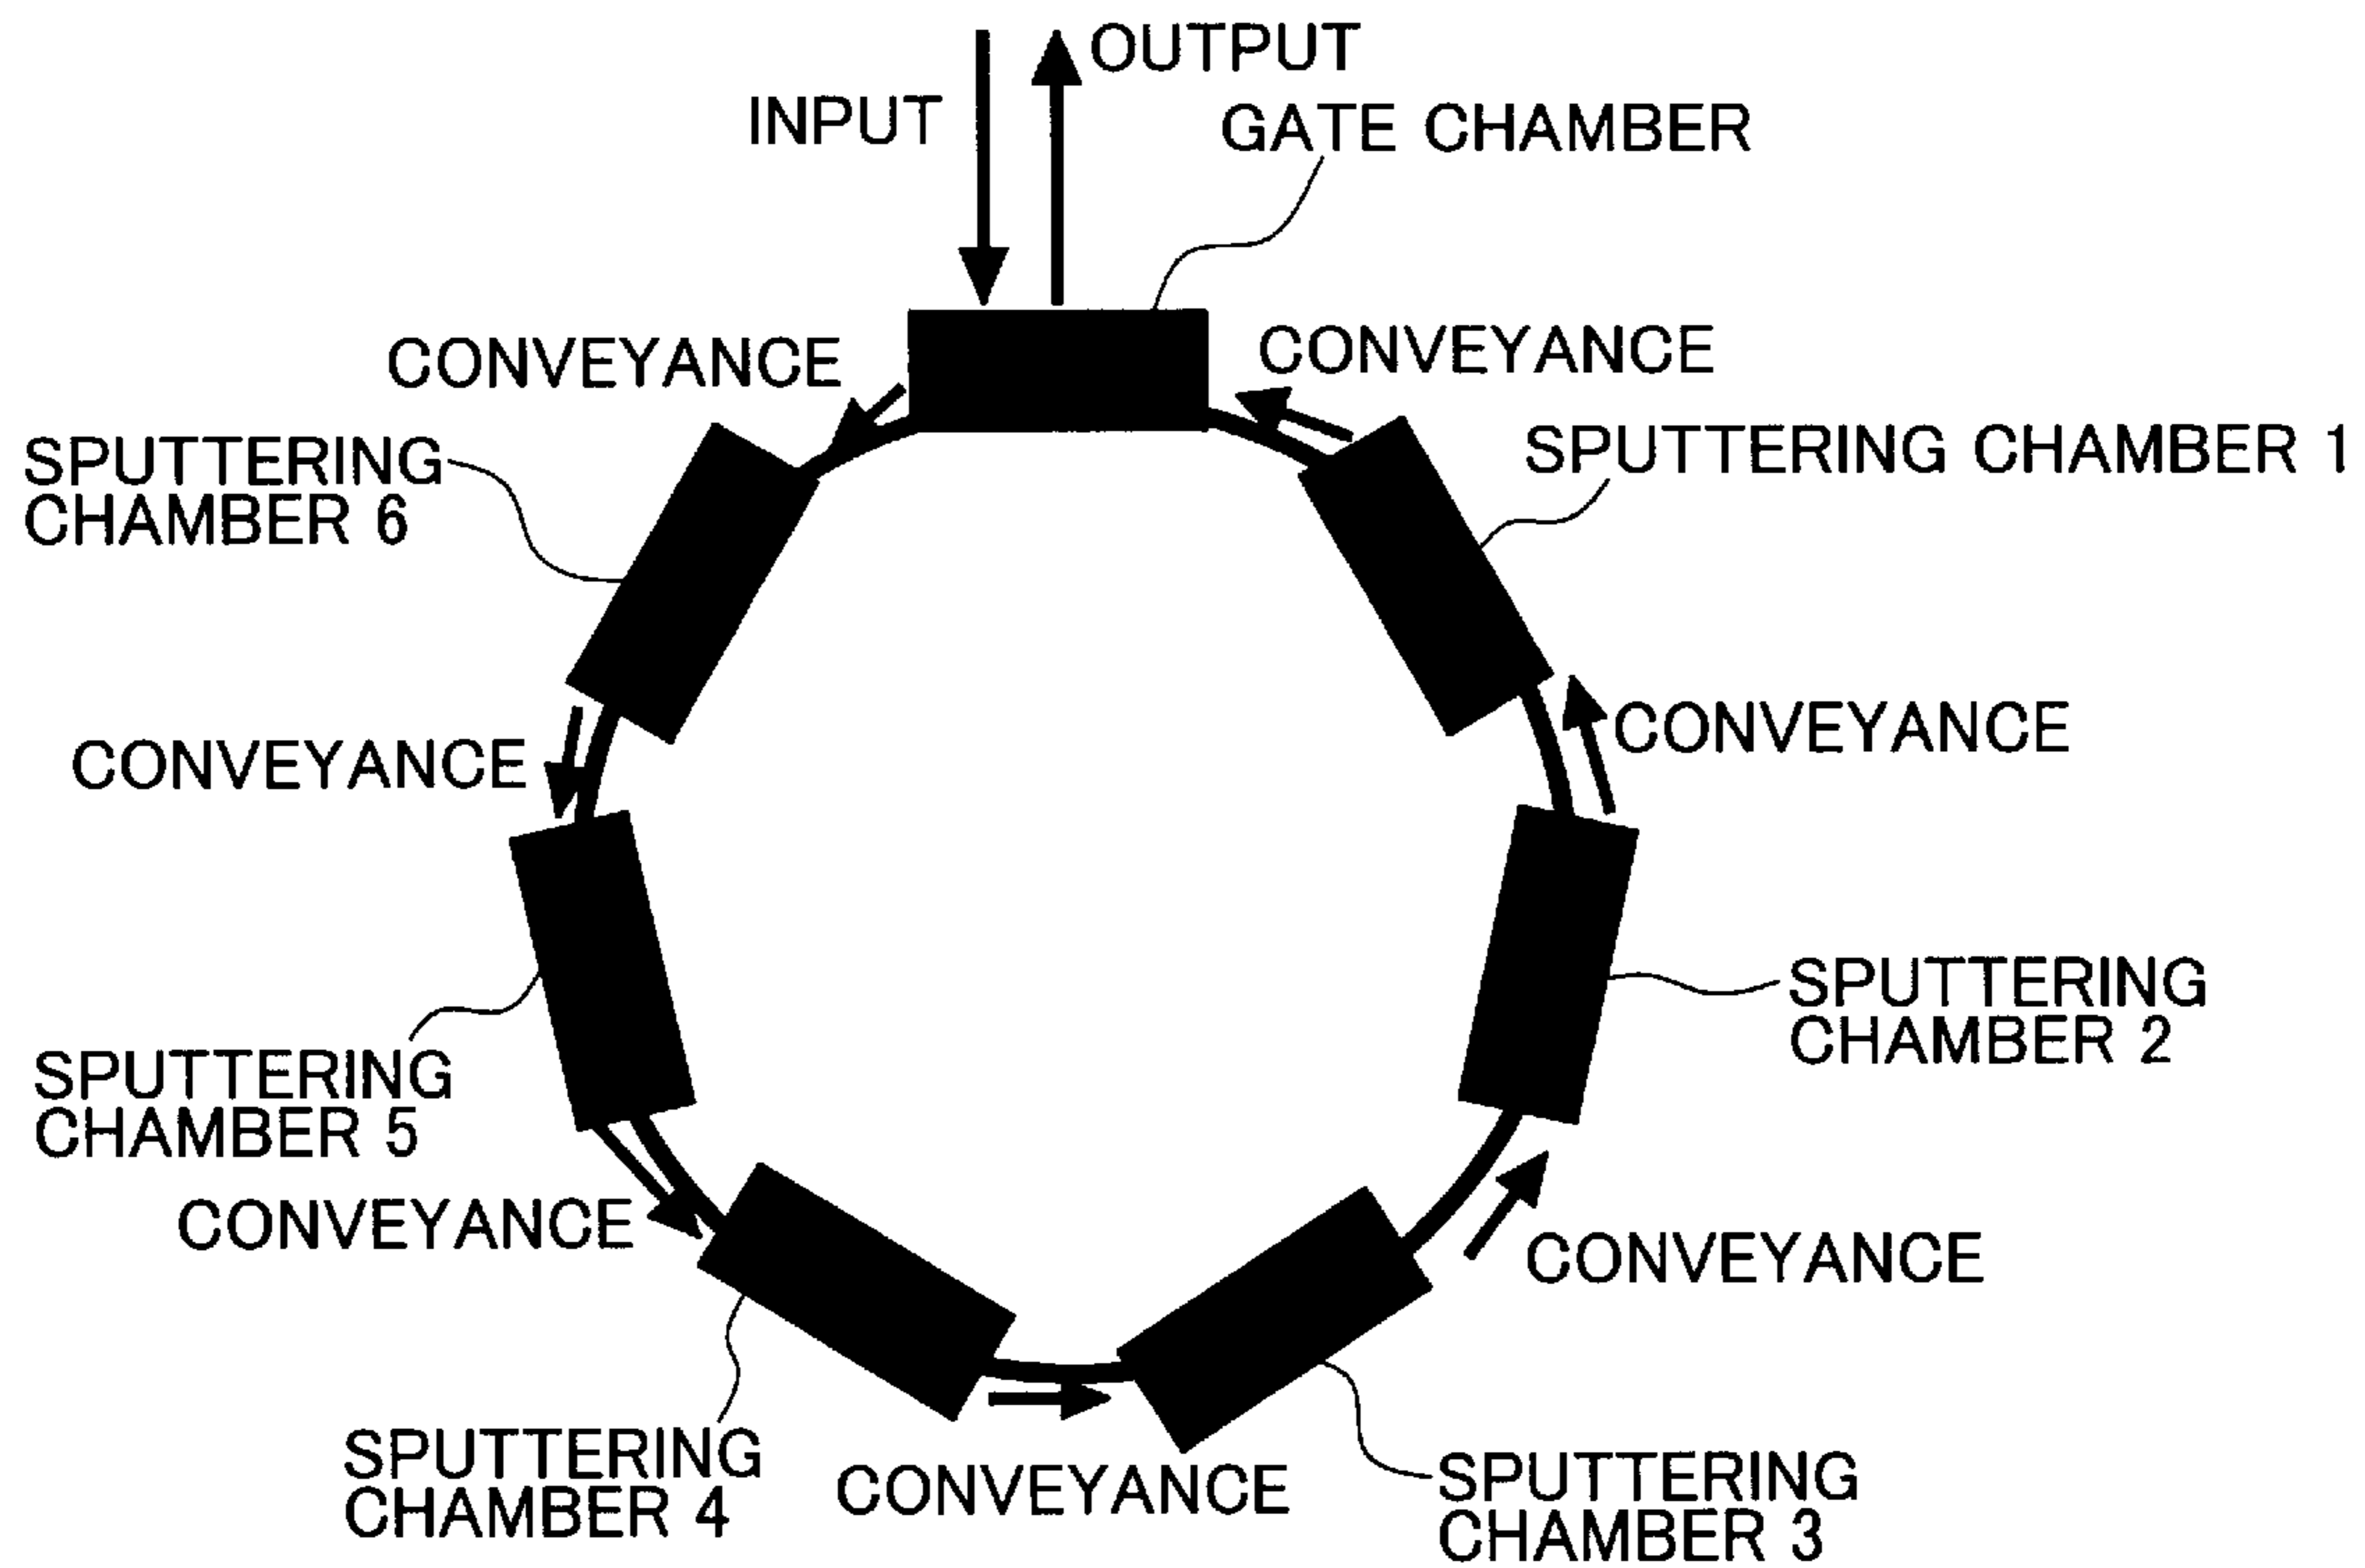 OUTPUT
INPUT
GATE CHAMBER
CONVEYANCE
CONVEYANCE
SPUTTERING CHAMBER 1
SPUTTERING
CHAMBER 6
CONVEYANCE
CONVEYANCE
SPUTTERING
CHAMBER 2
SPUTTERING
CHAMBER 5
CONVEYANCE
CONVEYANCE
SPUTTERING
CHAMBER 4
CONVEYANCE
SPUTTERING
CHAMBER 3